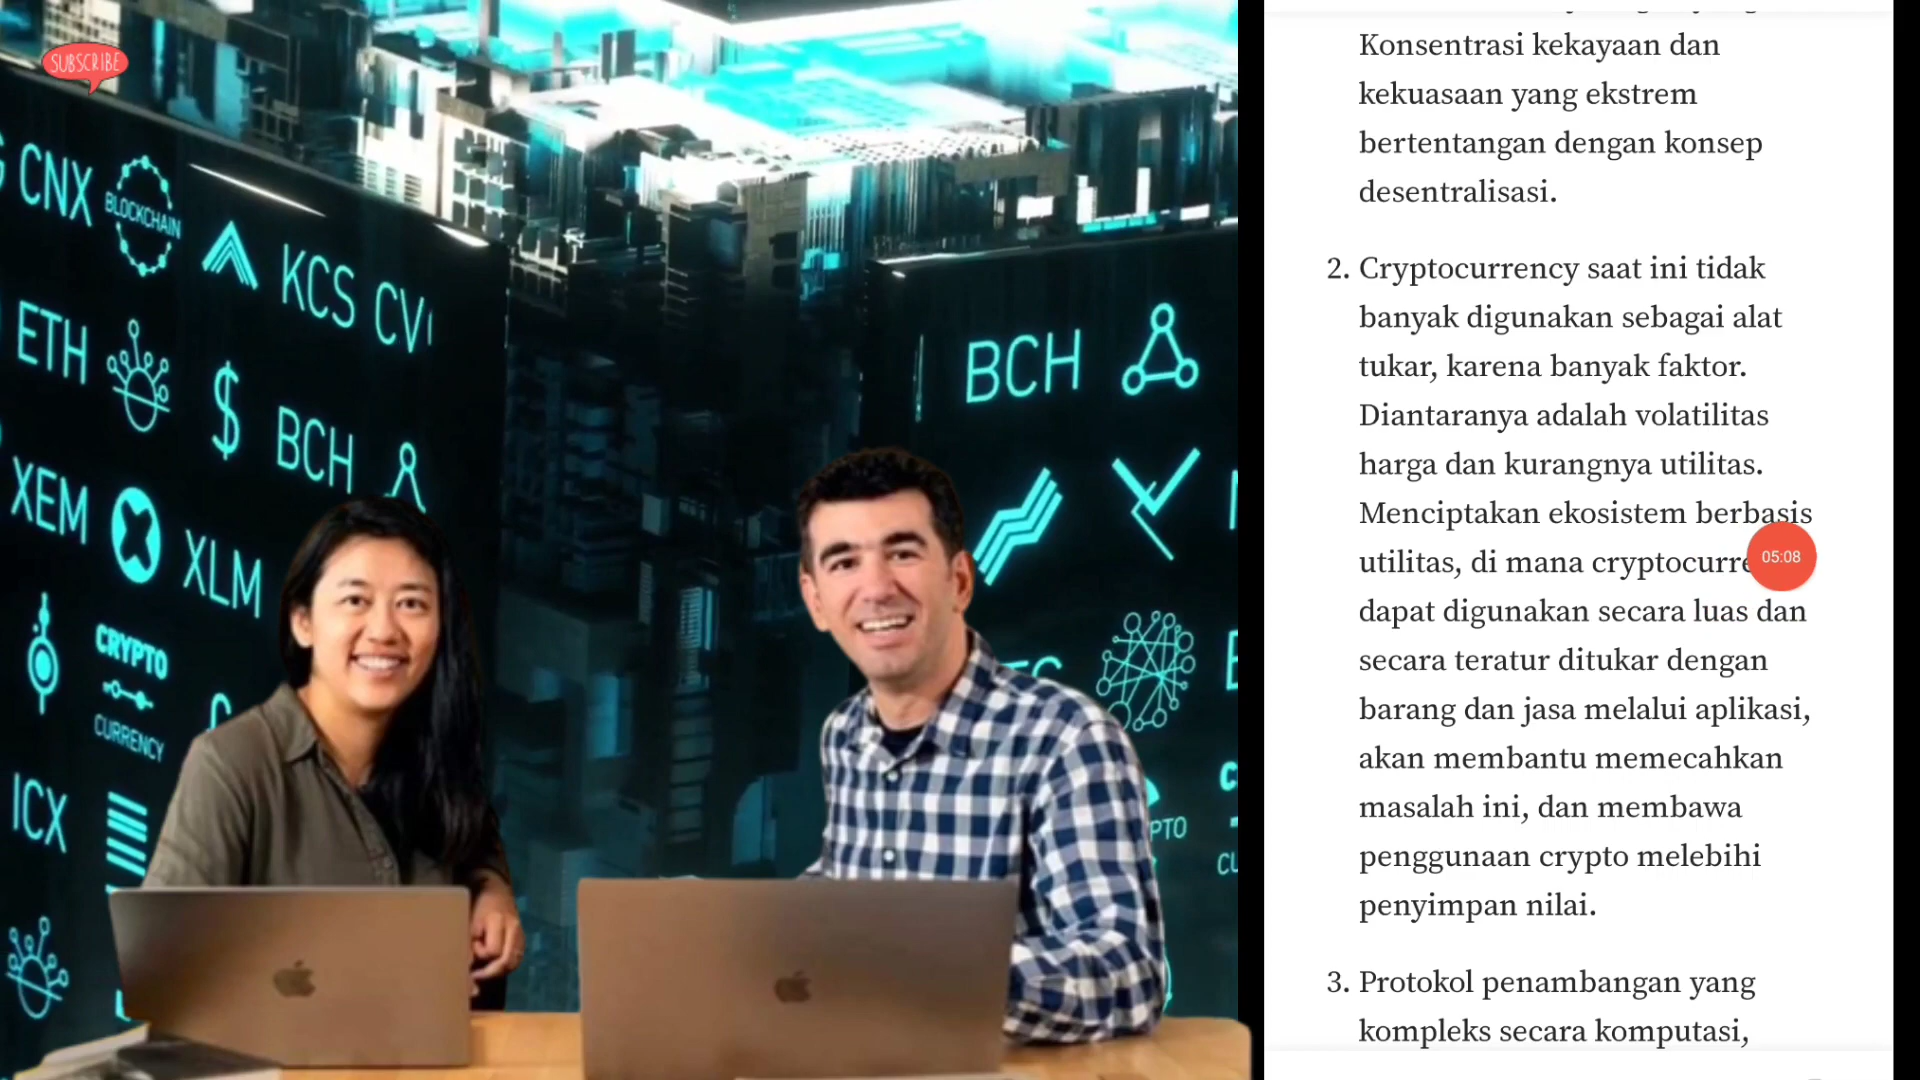 SUBSCRIBE
CNX
BLOCKCHAIN
KCS
ETH
$
BCH
XEM
XLM
CRYPTO
CURRENCY
ICX
BCH
Konsentrasi kekayaan dan
kekuasaan yang ekstrem
bertentangan dengan konsep
desentralisasi.
2. Cryptocurrency saat ini tidak
banyak digunakan sebagai alat
tukar, karena banyak faktor.
Diantaranya adalah volatilitas
harga dan kurangnya utilitas.
Menciptakan ekosistem berbasis
utilitas, di mana cryptocurre
05:08
dapat digunakan secara luas dan
secara teratur ditukar dengan
barang dan jasa melalui aplikasi,
akan membantu memecahkan
masalah ini, dan membawa
penggunaan crypto melebihi
penyimpan nilai.
3. Protokol penambangan yang
kompleks secara komputasi,